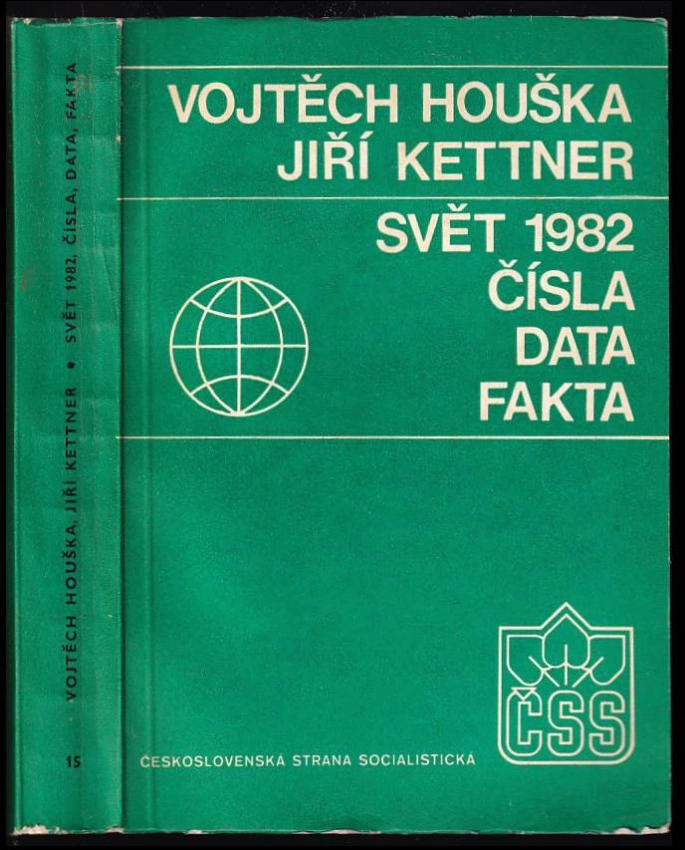 VOJTĚCH HOUŠKA
JIŘÍ KETTNER
SVĚT 1982
ČÍSLA
DATA
FAKTA
ČSS
ČESKOSLOVENSKÁ STRANA SOCIALISTICKÁ
VOJTĚCH HOUŠKA, JIŘÍ KETTNER • SVĚT 1982, ČÍSLA, DATA, FAKTA
15